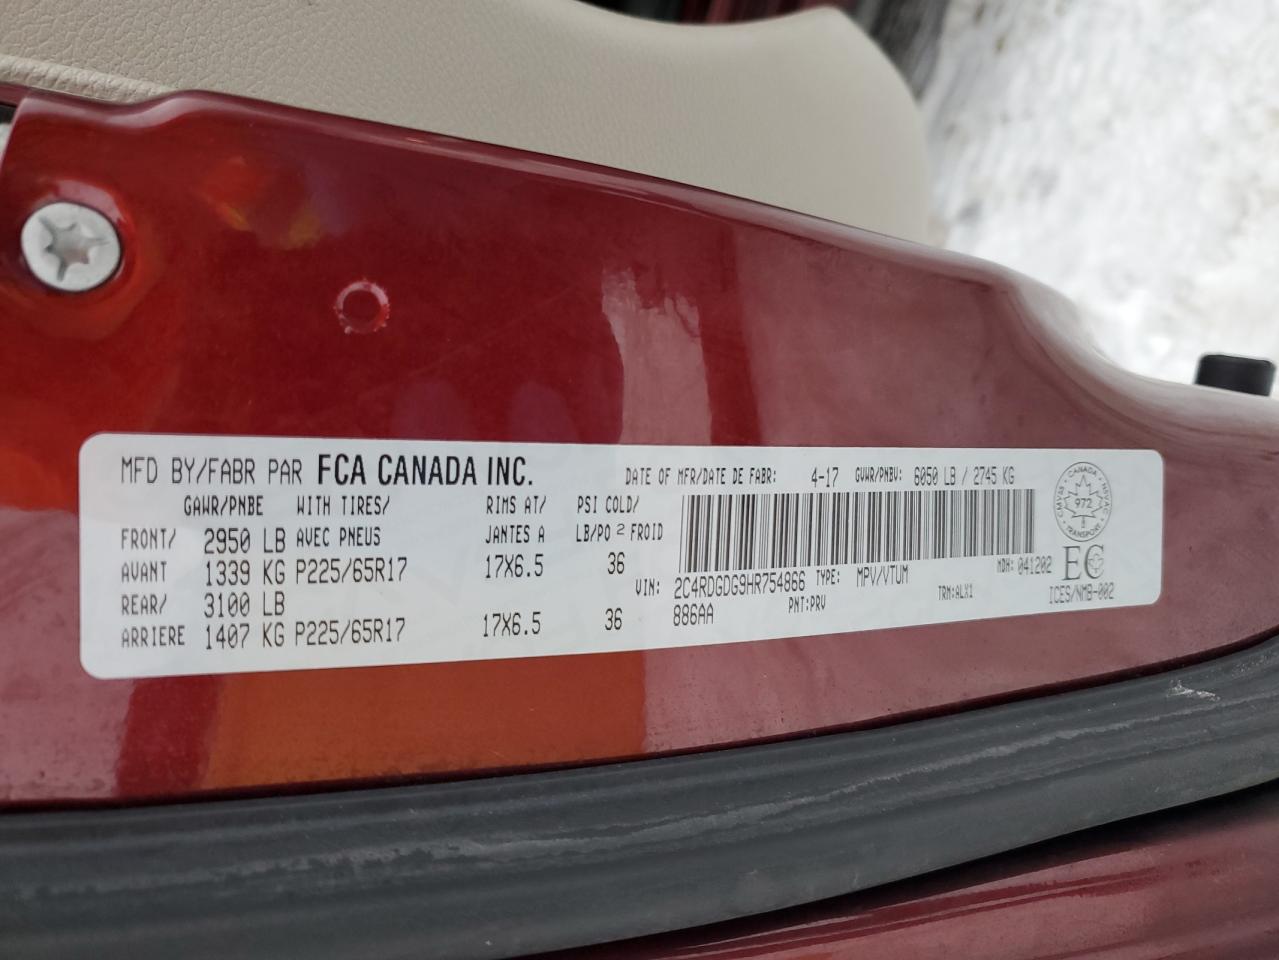 MFD BY/FABR PAR FCA CANADA INC. DATE OF MFR/DATE DE FABR: 4-17 GVWR/PNBV: 6050 LB / 2745 KG
GAWR/PNBE WITH TIRES/ RIMS AT/ PSI COLD/
FRONT/ 2950 LB AVEC PNEUS JANTES A LB/PO 2 FROID
AVANT 1339 KG P225/65R17 17X6.5 36
REAR/ 3100 LB
ARRIERE 1407 KG P225/65R17 17X6.5 36
VIN: 2C4RDGDG9HR754866 TYPE: MPV/VTUM MDH: 041202
886AA PNT:PRV TRM:ALX1
CANADA
CMVSS NSVAC
972
TRANSPORT
EC
ICES/NMB-002